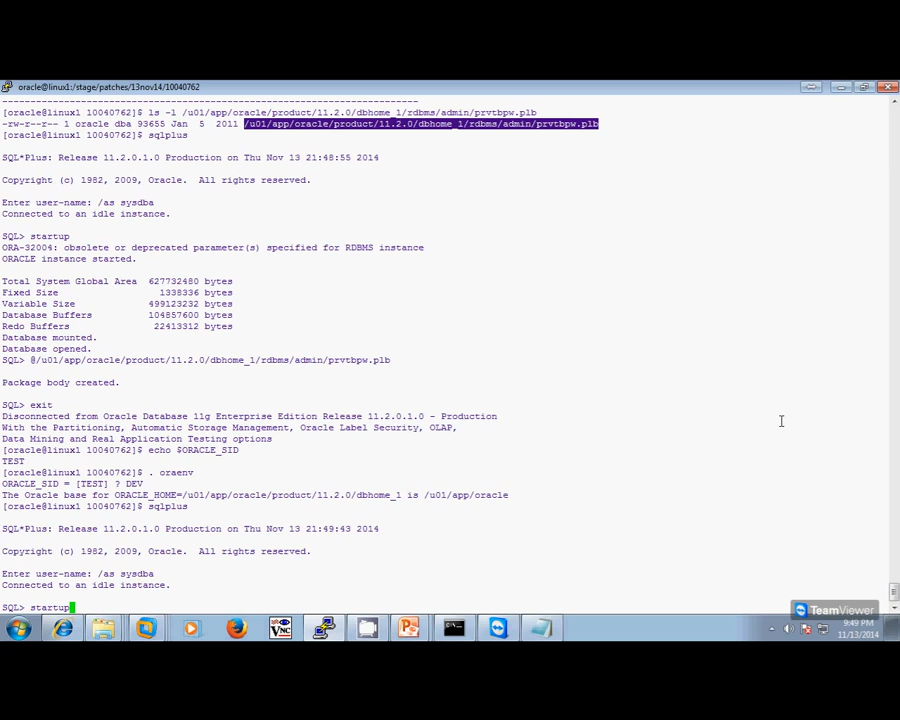 oracle@linux1:/stage/patches/13nov14/10040762
---------------------------------------------------------------------------
[oracle@linux1 10040762]$ ls -l /u01/app/oracle/product/11.2.0/dbhome_1/rdbms/admin/prvtbpw.plb
-rw-r--r-- 1 oracle dba 93655 Jan  5  2011 /u01/app/oracle/product/11.2.0/dbhome_1/rdbms/admin/prvtbpw.plb
[oracle@linux1 10040762]$ sqlplus
SQL*Plus: Release 11.2.0.1.0 Production on Thu Nov 13 21:48:55 2014
Copyright (c) 1982, 2009, Oracle.  All rights reserved.
Enter user-name: /as sysdba
Connected to an idle instance.
SQL> startup
ORA-32004: obsolete or deprecated parameter(s) specified for RDBMS instance
ORACLE instance started.
Total System Global Area  627732480 bytes
Fixed Size                  1338336 bytes
Variable Size             499123232 bytes
Database Buffers          104857600 bytes
Redo Buffers               22413312 bytes
Database mounted.
Database opened.
SQL> @/u01/app/oracle/product/11.2.0/dbhome_1/rdbms/admin/prvtbpw.plb
Package body created.
SQL> exit
Disconnected from Oracle Database 11g Enterprise Edition Release 11.2.0.1.0 - Production
With the Partitioning, Automatic Storage Management, Oracle Label Security, OLAP,
Data Mining and Real Application Testing options
[oracle@linux1 10040762]$ echo $ORACLE_SID
TEST
[oracle@linux1 10040762]$ . oraenv
ORACLE_SID = [TEST] ? DEV
The Oracle base for ORACLE_HOME=/u01/app/oracle/product/11.2.0/dbhome_1 is /u01/app/oracle
[oracle@linux1 10040762]$ sqlplus
SQL*Plus: Release 11.2.0.1.0 Production on Thu Nov 13 21:49:43 2014
Copyright (c) 1982, 2009, Oracle.  All rights reserved.
Enter user-name: /as sysdba
Connected to an idle instance.
SQL> startup
TeamViewer
VNC
9:49 PM
11/13/2014